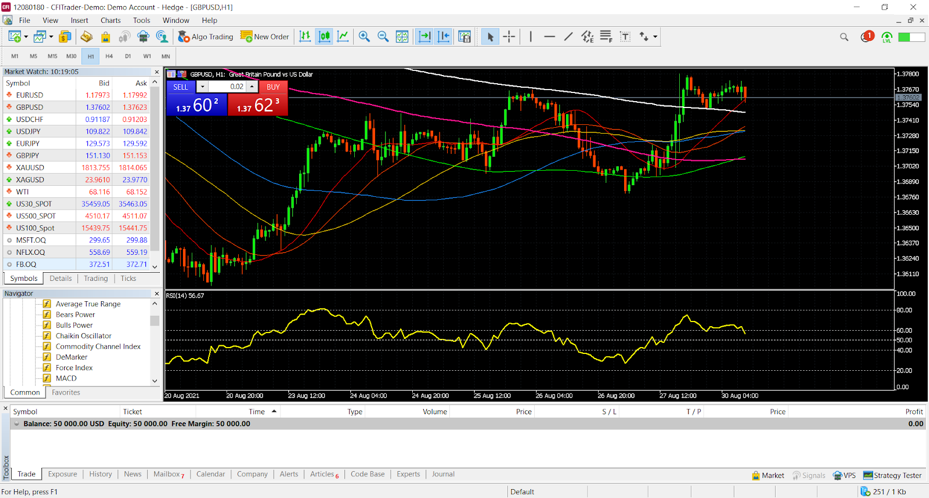 12080180 - CFITrader-Demo: Demo Account - Hedge - [GBPUSD,H1]
File View Insert Charts Tools Window Help
Algo Trading New Order 1 LVL
M1 M5 M15 M30 H1 H4 D1 W1 MN
Market Watch: 10:19:05
Symbol Bid Ask
EURUSD 1.17973 1.17992
GBPUSD 1.37602 1.37623
USDCHF 0.91187 0.91203
USDJPY 109.822 109.842
EURJPY 129.573 129.592
GBPJPY 151.130 151.153
XAUUSD 1813.755 1814.065
XAGUSD 23.9610 23.9770
WTI 68.116 68.152
US30_SPOT 35459.05 35463.05
US500_Spot 4510.17 4511.07
US100_Spot 15439.75 15441.75
MSFT.OQ 299.65 299.88
NFLX.OQ 558.69 559.19
FB.OQ 372.51 372.71
Symbols Details Trading Ticks
Navigator
Average True Range
Bears Power
Bulls Power
Chaikin Oscillator
Commodity Channel Index
DeMarker
Force Index
MACD
Common Favorites
GBPUSD, H1: Great Britain Pound vs US Dollar
SELL 0.02 BUY
1.37 60 2 1.37 62 3
1.37800
1.37670
1.37540
1.37410
1.37280
1.37150
1.37020
1.36890
1.36760
1.36630
1.36500
1.36370
1.36240
1.36110
RSI(14) 56.67
100.00
80.00
60.00
50.00
40.00
20.00
0.00
20 Aug 2021 20 Aug 20:00 23 Aug 12:00 24 Aug 04:00 24 Aug 20:00 25 Aug 12:00 26 Aug 04:00 26 Aug 20:00 27 Aug 12:00 30 Aug 04:00
Symbol Ticket Time Type Volume Price S / L T / P Price Profit
Balance: 50 000.00 USD Equity: 50 000.00 Free Margin: 50 000.00 0.00
Toolbox
Trade Exposure History News Mailbox 7 Calendar Company Alerts Articles 6 Code Base Experts Journal
Market Signals VPS Strategy Tester
For Help, press F1 Default 251 / 1 Kb